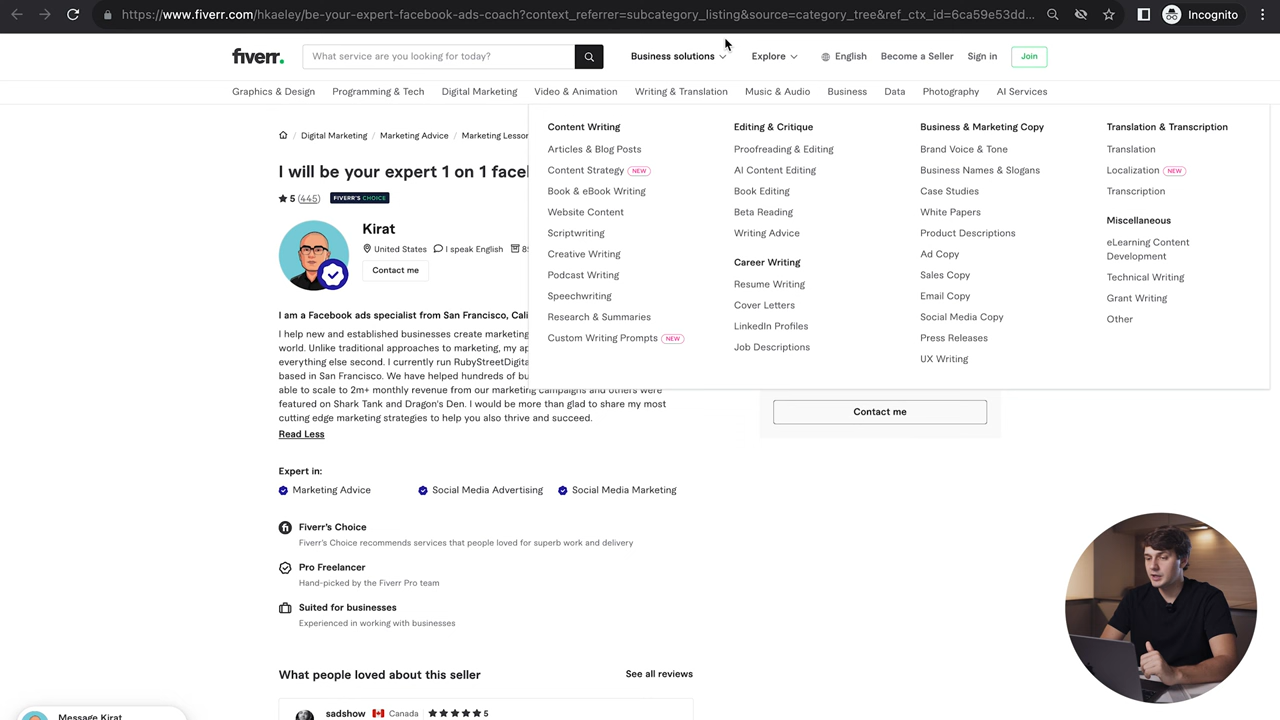 https://www.fiverr.com/hkaeley/be-your-expert-facebook-ads-coach?context_referrer=subcategory_listing&source=category_tree&ref_ctx_id=6ca59e53dd...
Incognito
fiverr.
What service are you looking for?
Business solutions
Explore
English
Become a Seller
Sign in
Join
Graphics & Design
Programming & Tech
Digital Marketing
Video & Animation
Writing & Translation
Music & Audio
Business
Data
Photography
AI Services
/ Digital Marketing / Marketing Advice / Marketing Lesson
I will be your expert 1 on 1
5 (445) FIVERR'S CHOICE
Kirat
United States
I speak English
Contact me
I am a Facebook ads specialist from San Francisco,
I help new and established businesses create marketing
world. Unlike traditional approaches to marketing, my
everything else second. I currently run
based in San Francisco. We have helped hundreds of
able to scale to 2m+ monthly revenue from our marketing campaigns and others were
featured on Shark Tank and Dragon's Den. I would be more than glad to share my most
cutting edge marketing strategies to help you also thrive and succeed.
Read Less
Content Writing
Articles & Blog Posts
Content Strategy NEW
Book & eBook Writing
Website Content
Scriptwriting
Creative Writing
Podcast Writing
Speechwriting
Research & Summaries
Custom Writing Prompts NEW
Editing & Critique
Proofreading & Editing
AI Content Editing
Book Editing
Beta Reading
Writing Advice
Career Writing
Resume Writing
Cover Letters
LinkedIn Profiles
Job Descriptions
Business & Marketing Copy
Brand Voice & Tone
Business Names & Slogans
Case Studies
White Papers
Product Descriptions
Ad Copy
Sales Copy
Email Copy
Social Media Copy
Press Releases
UX Writing
Translation & Transcription
Translation
Localization NEW
Transcription
Miscellaneous
eLearning Content
Development
Technical Writing
Grant Writing
Other
Contact me
Expert in:
Marketing Advice
Social Media Advertising
Social Media Marketing
Fiverr's Choice
Fiverr's Choice recommends services that people loved for superb work and delivery
Pro Freelancer
Hand-picked by the Fiverr Pro team
Suited for businesses
Experienced in working with businesses
What people loved about this seller
See all reviews
sadshow Canada 5
Message Kirat